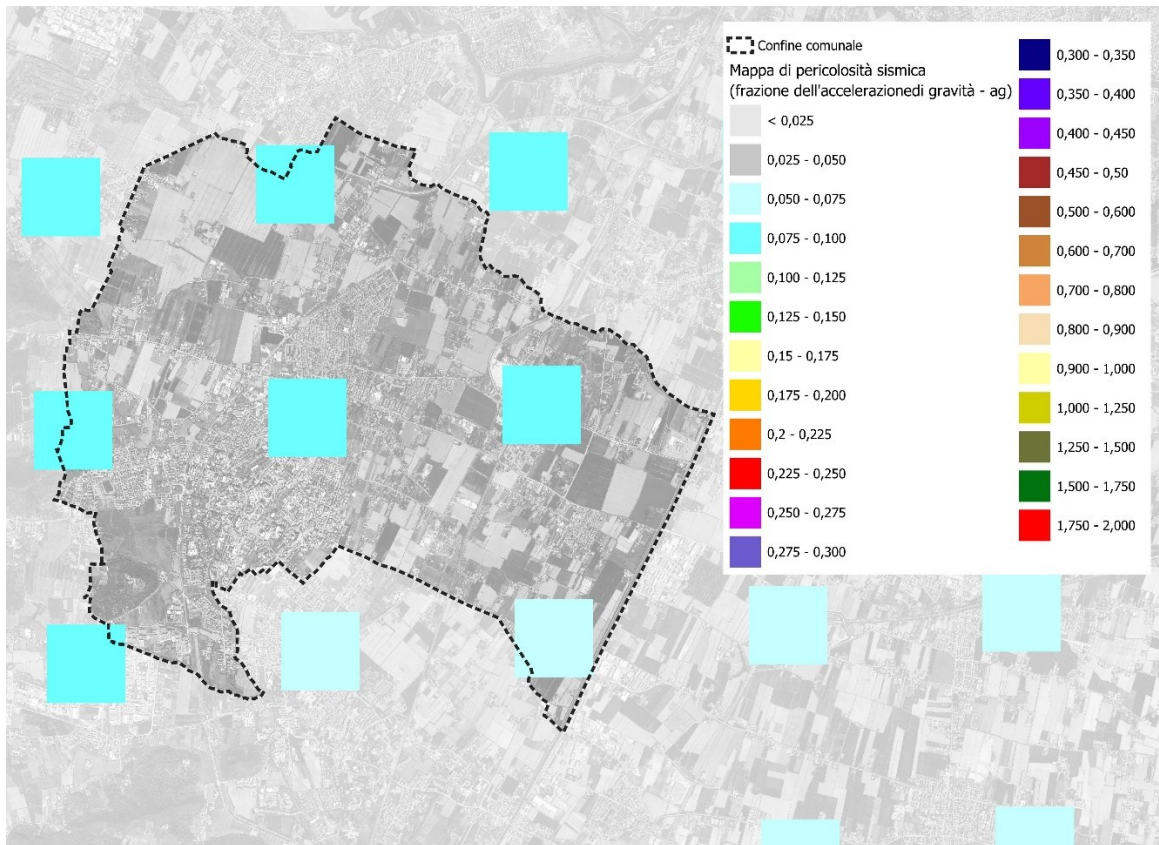 Confine comunale
Mappa di pericolosità sismica
(frazione dell'accelerazionedi gravità - ag)
< 0,025
0,025 - 0,050
0,050 - 0,075
0,075 - 0,100
0,100 - 0,125
0,125 - 0,150
0,15 - 0,175
0,175 - 0,200
0,2 - 0,225
0,225 - 0,250
0,250 - 0,275
0,275 - 0,300
0,300 - 0,350
0,350 - 0,400
0,400 - 0,450
0,450 - 0,50
0,500 - 0,600
0,600 - 0,700
0,700 - 0,800
0,800 - 0,900
0,900 - 1,000
1,000 - 1,250
1,250 - 1,500
1,500 - 1,750
1,750 - 2,000